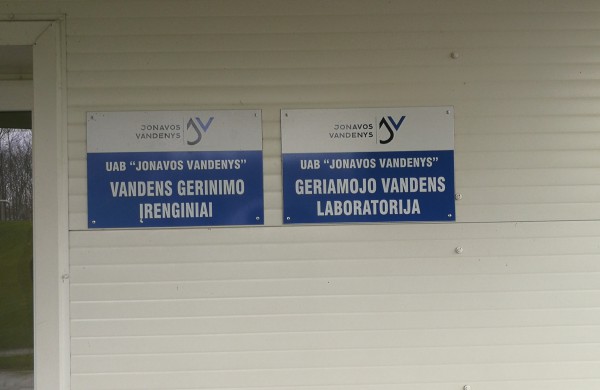 JONAVOS
VANDENYS
UAB “JONAVOS VANDENYS”
VANDENS GERINIMO
ĮRENGINIAI
JONAVOS
VANDENYS
UAB “JONAVOS VANDENYS”
GERIAMOJO VANDENS
LABORATORIJA